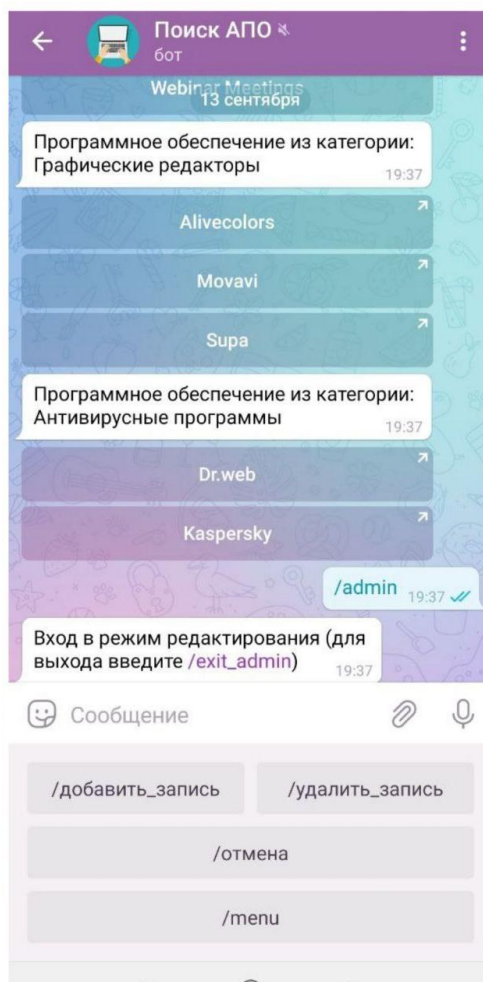 Поиск АПО
бот
Webinar Meetings
13 сентября
Программное обеспечение из категории:
Графические редакторы
19:37
Alivecolors
Movavi
Supa
Программное обеспечение из категории:
Антивирусные программы
19:37
Dr.web
Kaspersky
/admin 19:37
Вход в режим редактирования (для
выхода введите /exit_admin)
19:37
Сообщение
/добавить_запись
/удалить_запись
/отмена
/menu